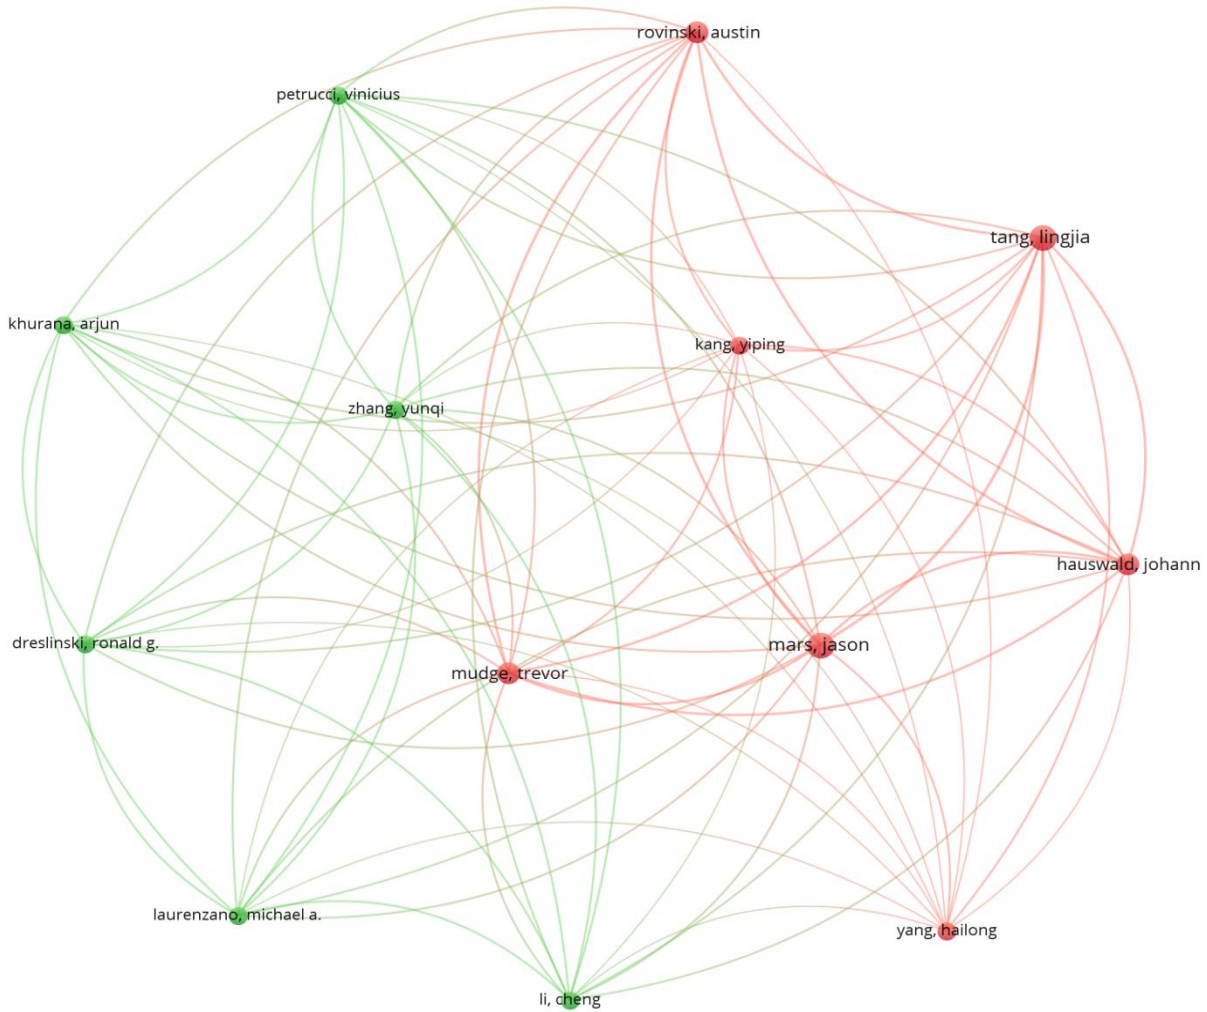 rovinski, austin
petrucci, vinicius
tang, lingjia
khurana, arjun
kang, yiping
zhang, yunqi
hauswald, johann
dreslinski, ronald g.
mars, jason
mudge, trevor
laurenzano, michael a.
yang, hailong
li, cheng